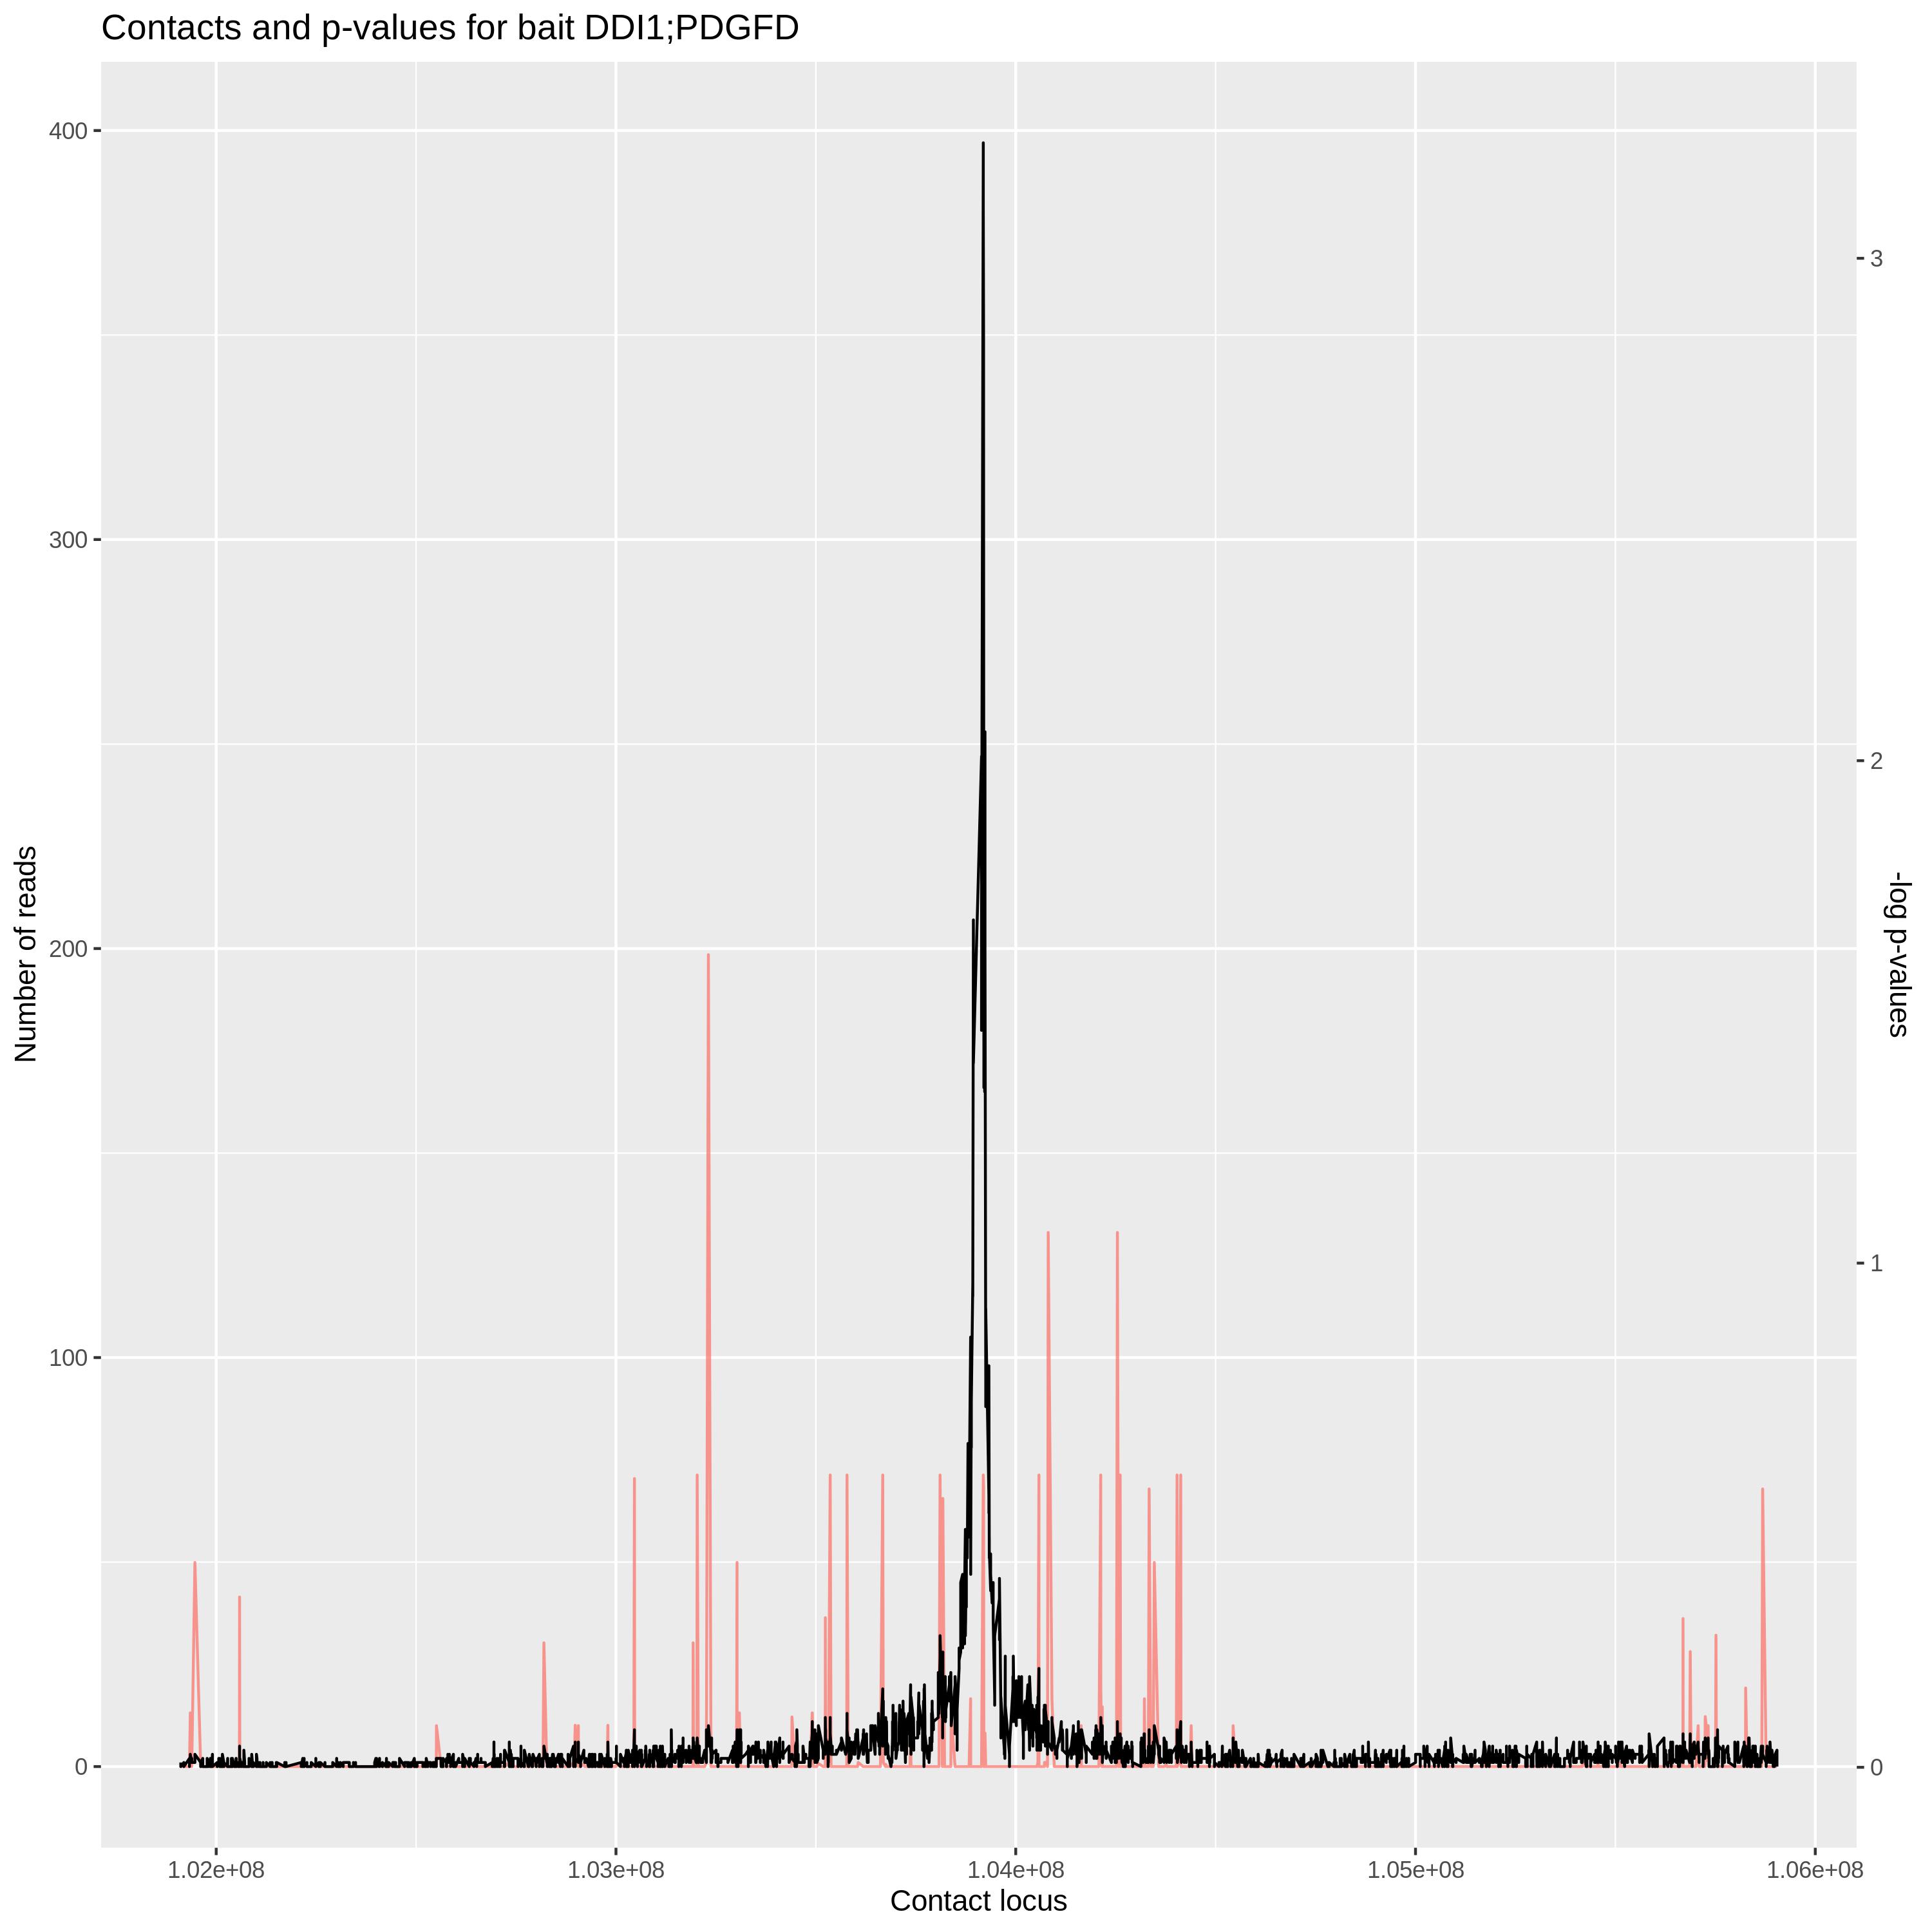 Contacts and p-values for bait DDI1;PDGFD
400
300
200
100
0
Number of reads
3
2
1
0
-log p-values
1.02e+08
1.03e+08
1.04e+08
1.05e+08
1.06e+08
Contact locus